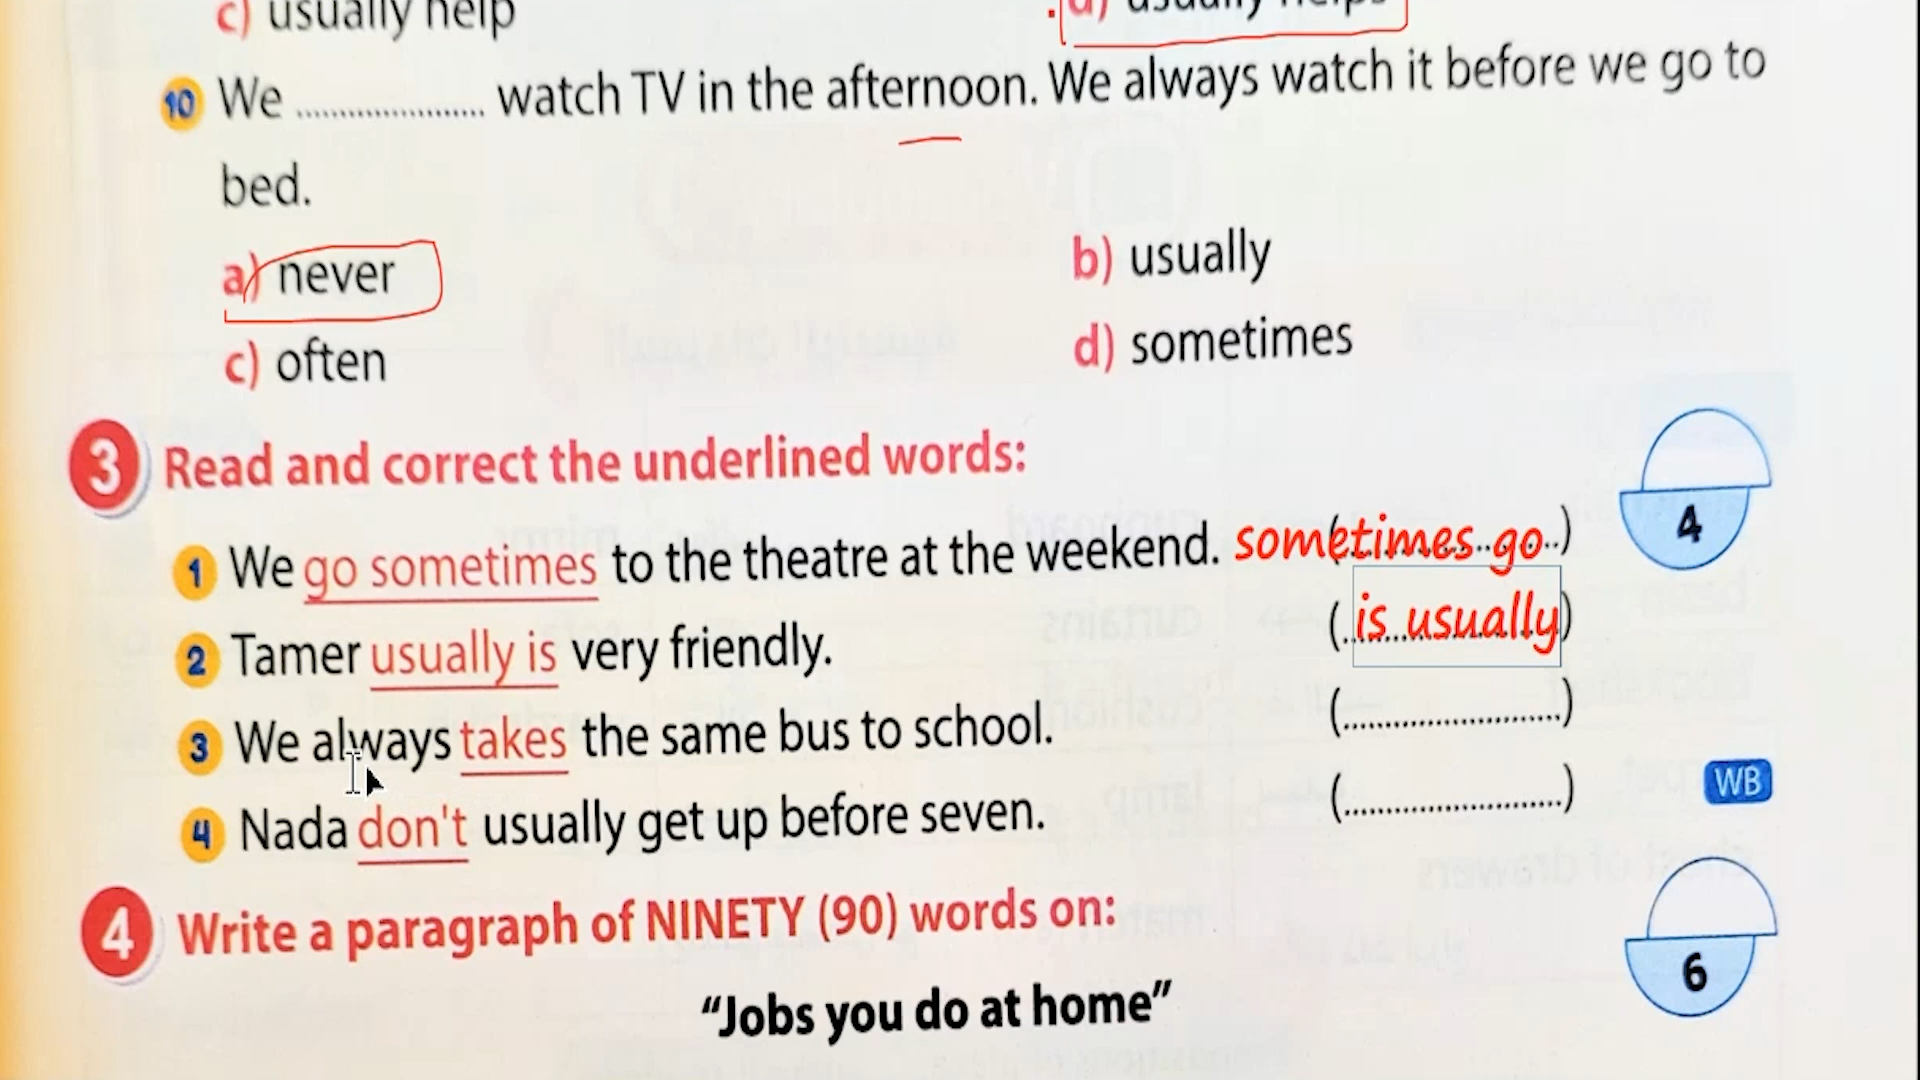 c) usually help d) usually helps
10 We .................... watch TV in the afternoon. We always watch it before we go to
bed.
a) never b) usually
c) often d) sometimes
3 Read and correct the underlined words:
4
1 We go sometimes to the theatre at the weekend. (sometimes go)
2 Tamer usually is very friendly. (is usually)
3 We always takes the same bus to school. (........................)
4 Nada don't usually get up before seven. (........................) WB
4 Write a paragraph of NINETY (90) words on:
6
“Jobs you do at home”